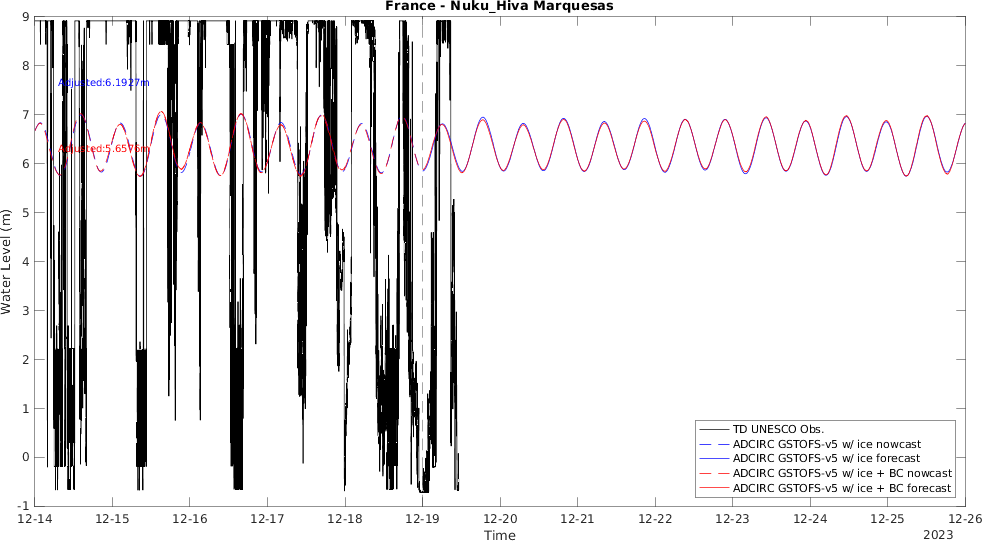 France - Nuku_Hiva Marquesas
9
8
7
6
5
4
3
2
1
0
-1
Water Level (m)
Adjusted:6.1927m
Adjusted:5.6576m
TD UNESCO Obs.
ADCIRC GSTOFS-v5 w/ ice nowcast
ADCIRC GSTOFS-v5 w/ ice forecast
ADCIRC GSTOFS-v5 w/ ice + BC nowcast
ADCIRC GSTOFS-v5 w/ ice + BC forecast
12-14 12-15 12-16 12-17 12-18 12-19 12-20 12-21 12-22 12-23 12-24 12-25 12-26
Time
2023